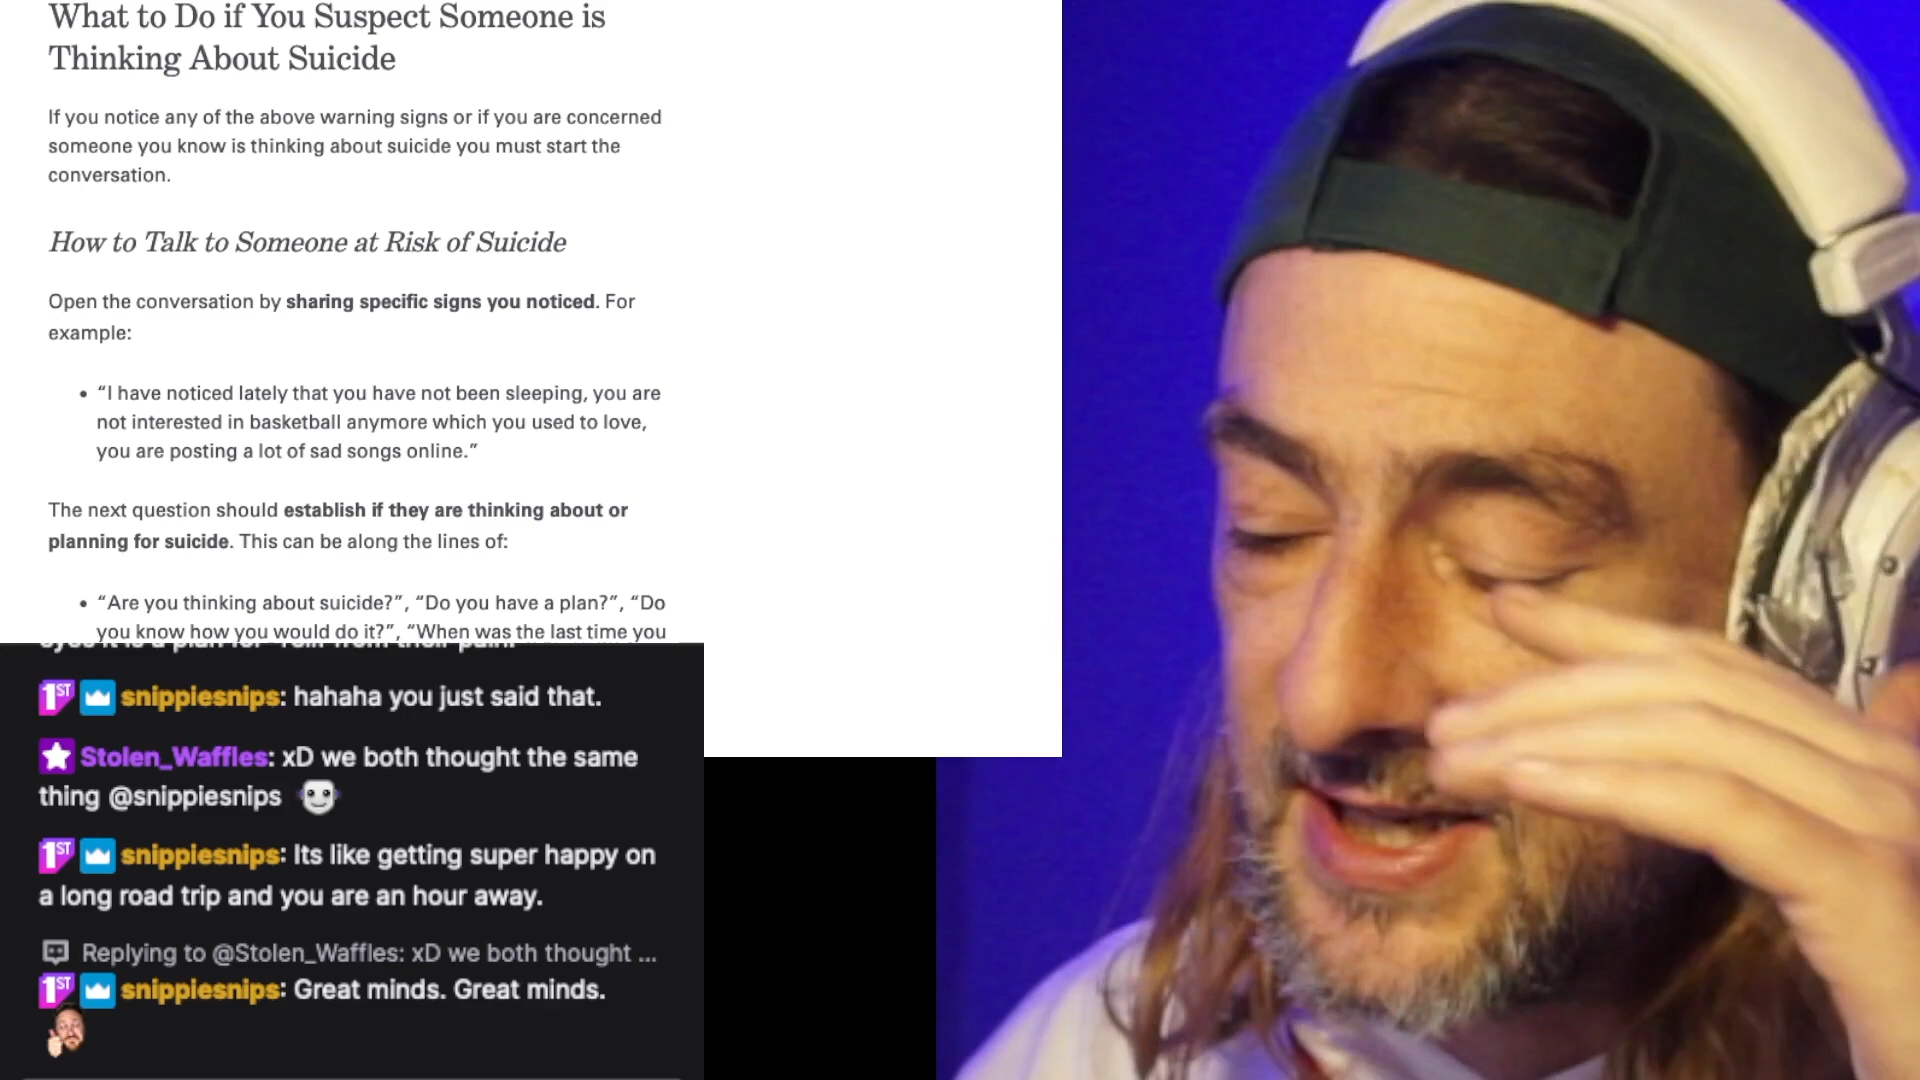 What to Do if You Suspect Someone is
Thinking About Suicide
If you notice any of the above warning signs or if you are concerned
someone you know is thinking about suicide you must start the
conversation.
How to Talk to Someone at Risk of Suicide
Open the conversation by sharing specific signs you noticed. For
example:
• “I have noticed lately that you have not been sleeping, you are
not interested in basketball anymore which you used to love,
you are posting a lot of sad songs online.”
The next question should establish if they are thinking about or
planning for suicide. This can be along the lines of:
• “Are you thinking about suicide?”, “Do you have a plan?”, “Do
you know how you would do it?”, “When was the last time you
1ST snippiesnips: hahaha you just said that.
Stolen_Waffles: xD we both thought the same
thing @snippiesnips
1ST snippiesnips: Its like getting super happy on
a long road trip and you are an hour away.
Replying to @Stolen_Waffles: xD we both thought ...
1ST snippiesnips: Great minds. Great minds.